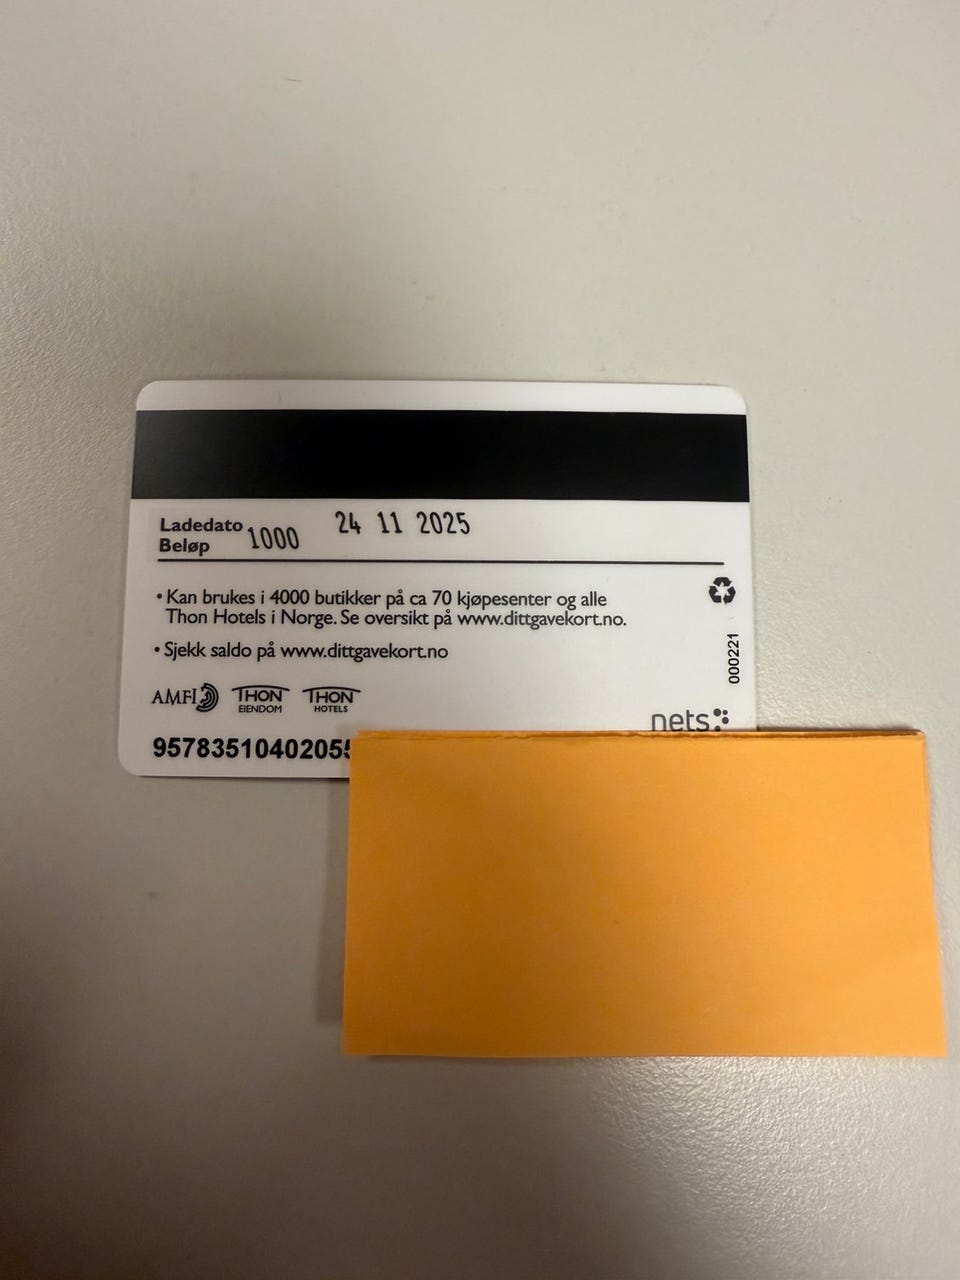 Ladedato 24 11 2025
Beløp 1000
• Kan brukes i 4000 butikker på ca 70 kjøpesenter og alle
Thon Hotels i Norge. Se oversikt på www.dittgavekort.no.
• Sjekk saldo på www.dittgavekort.no
000221
AMFI THON EIENDOM THON HOTELS
nets
95783510402055